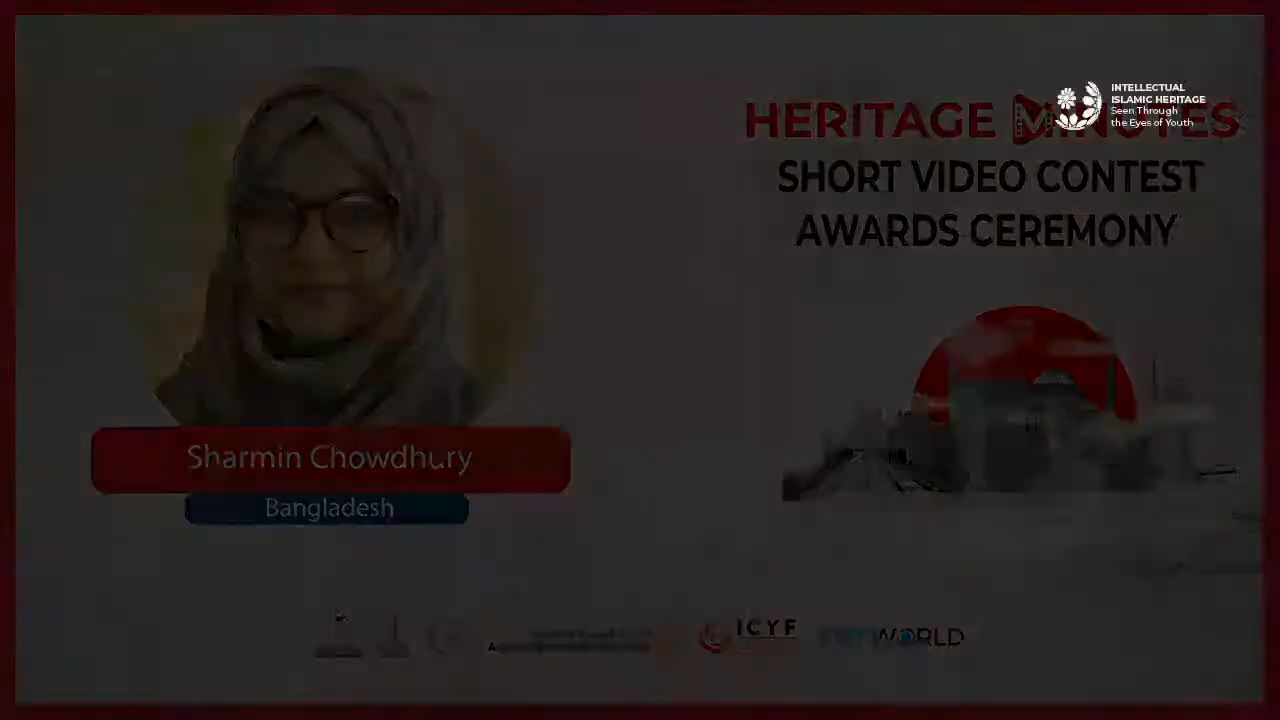 INTELLECTUAL
ISLAMIC HERITAGE
Seen Through
the Eyes of Youth
HERITAGE MINUTES
SHORT VIDEO CONTEST
AWARDS CEREMONY
Sharmin Chowdhury
Bangladesh
ICYF
WORLD